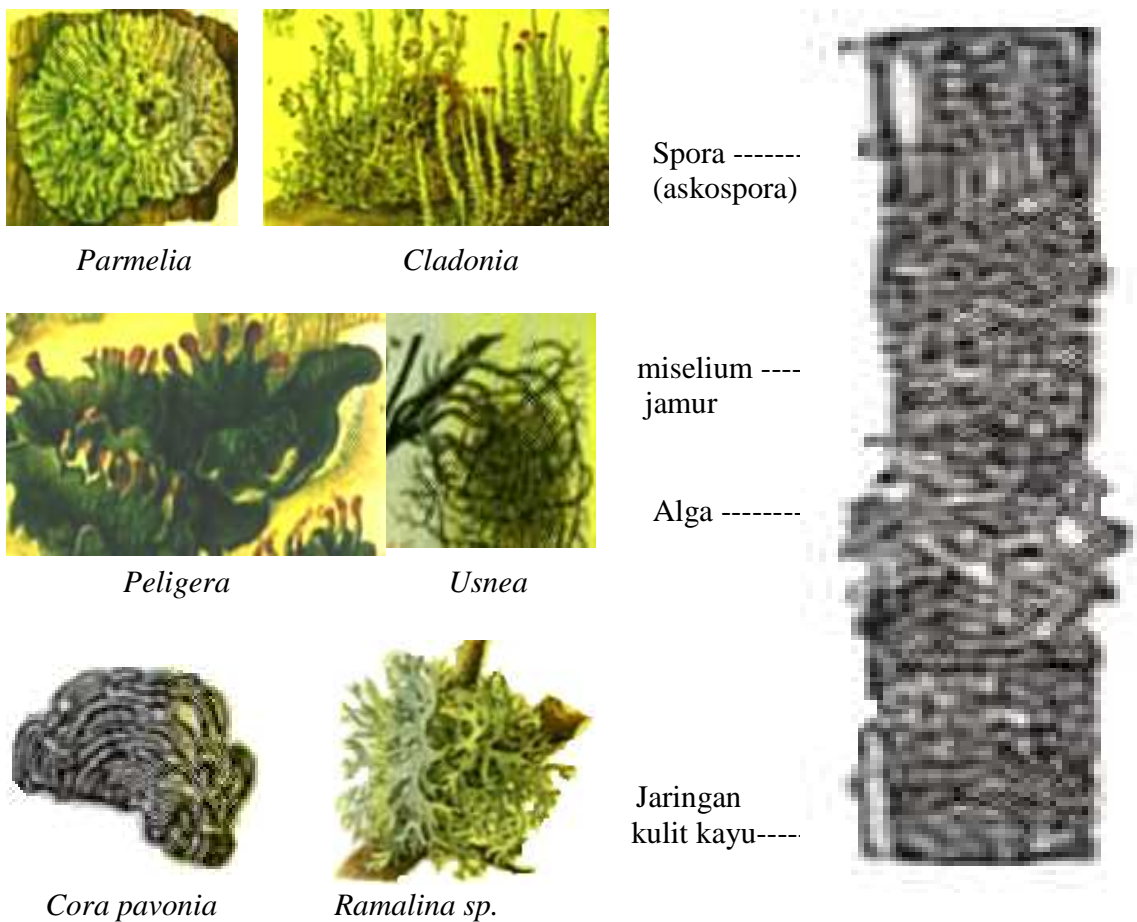 Parmelia
Cladonia
Peligera
Usnea
Cora pavonia
Ramalina sp.
Spora -------
(askospora)
miselium ----
jamur
Alga --------
Jaringan
kulit kayu-----